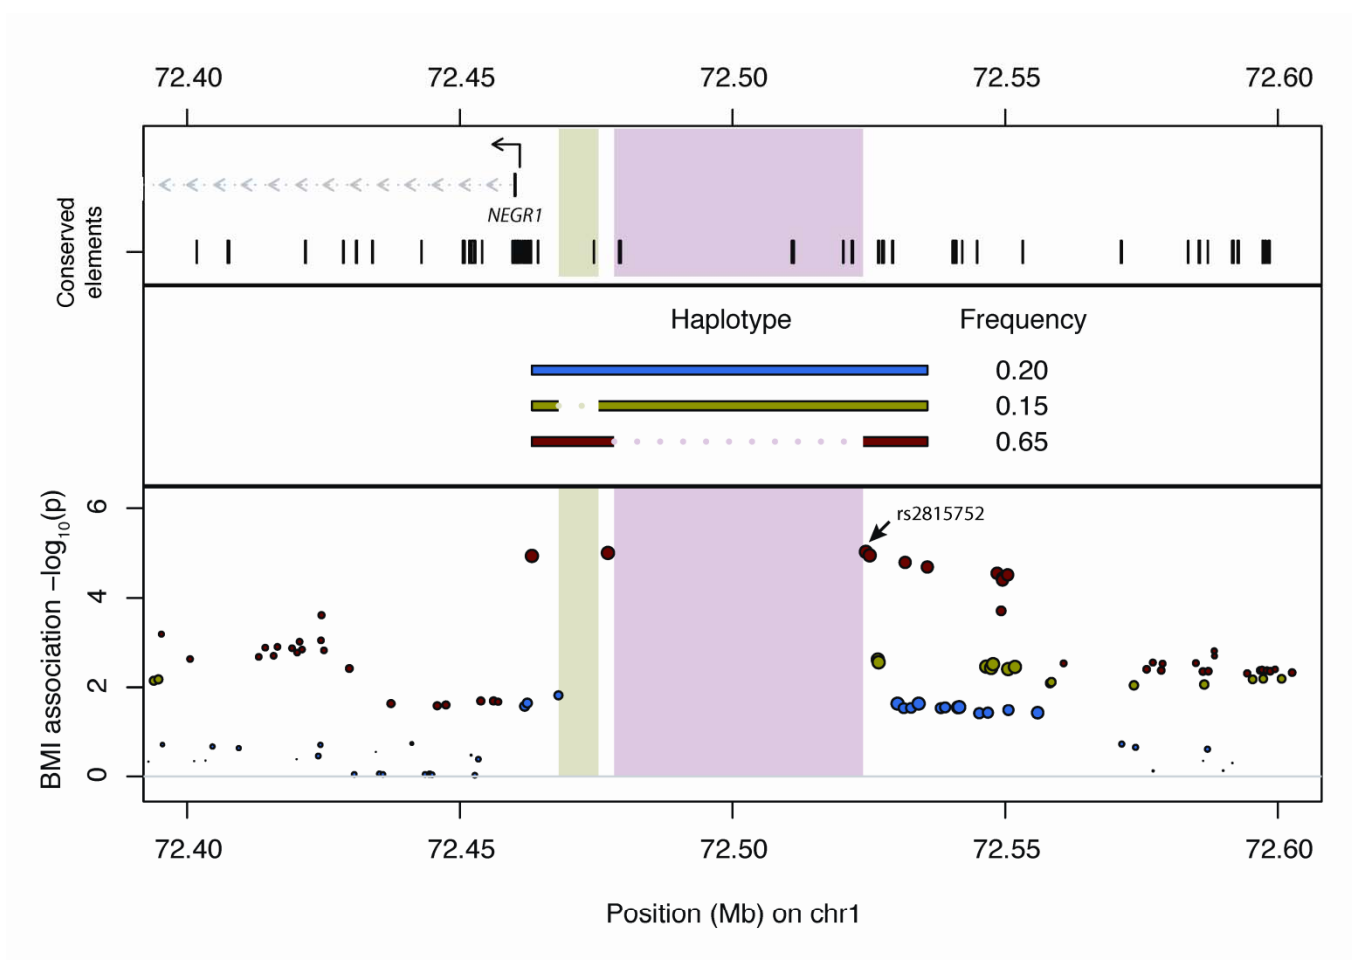 72.40 72.45 72.50 72.55 72.60
NEGR1
Conserved
elements
Haplotype Frequency
0.20
0.15
0.65
BMI association –log10(p)
6
4
2
0
rs2815752
72.40 72.45 72.50 72.55 72.60
Position (Mb) on chr1